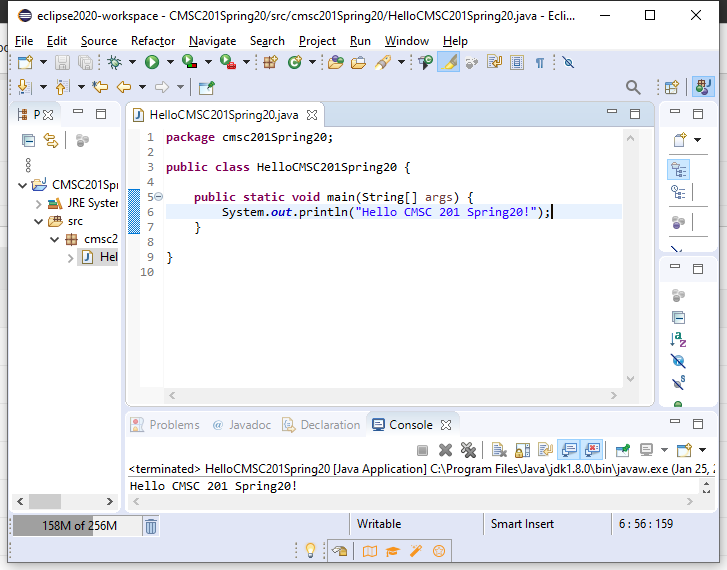 eclipse2020-workspace - CMSC201Spring20/src/cmsc201Spring20/HelloCMSC201Spring20.java - Ecli...
File Edit Source Refactor Navigate Search Project Run Window Help
P
HelloCMSC201Spring20.java
CMSC201Spri
JRE System
src
cmsc2
Hel
1 package cmsc201Spring20;
2
3 public class HelloCMSC201Spring20 {
4
5 public static void main(String[] args) {
6 System.out.println("Hello CMSC 201 Spring20!");
7 }
8
9 }
10
Problems @ Javadoc Declaration Console
<terminated> HelloCMSC201Spring20 [Java Application] C:\Program Files\Java\jdk1.8.0\bin\javaw.exe (Jan 25, 2
Hello CMSC 201 Spring20!
158M of 256M Writable Smart Insert 6 : 56 : 159